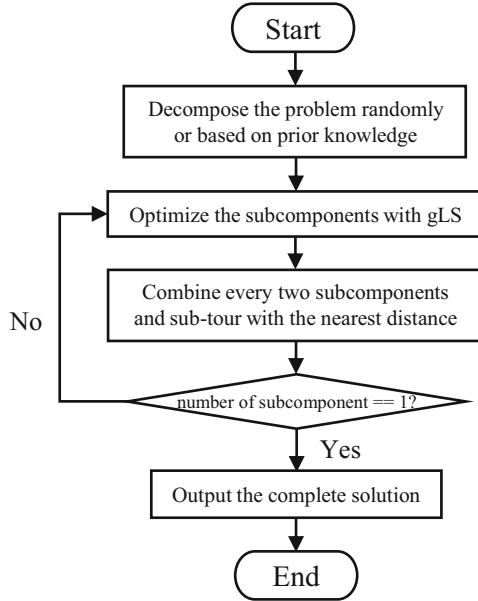 Start
Decompose the problem randomly
or based on prior knowledge
Optimize the subcomponents with gLS
Combine every two subcomponents
and sub-tour with the nearest distance
No
number of subcomponent == 1?
Yes
Output the complete solution
End